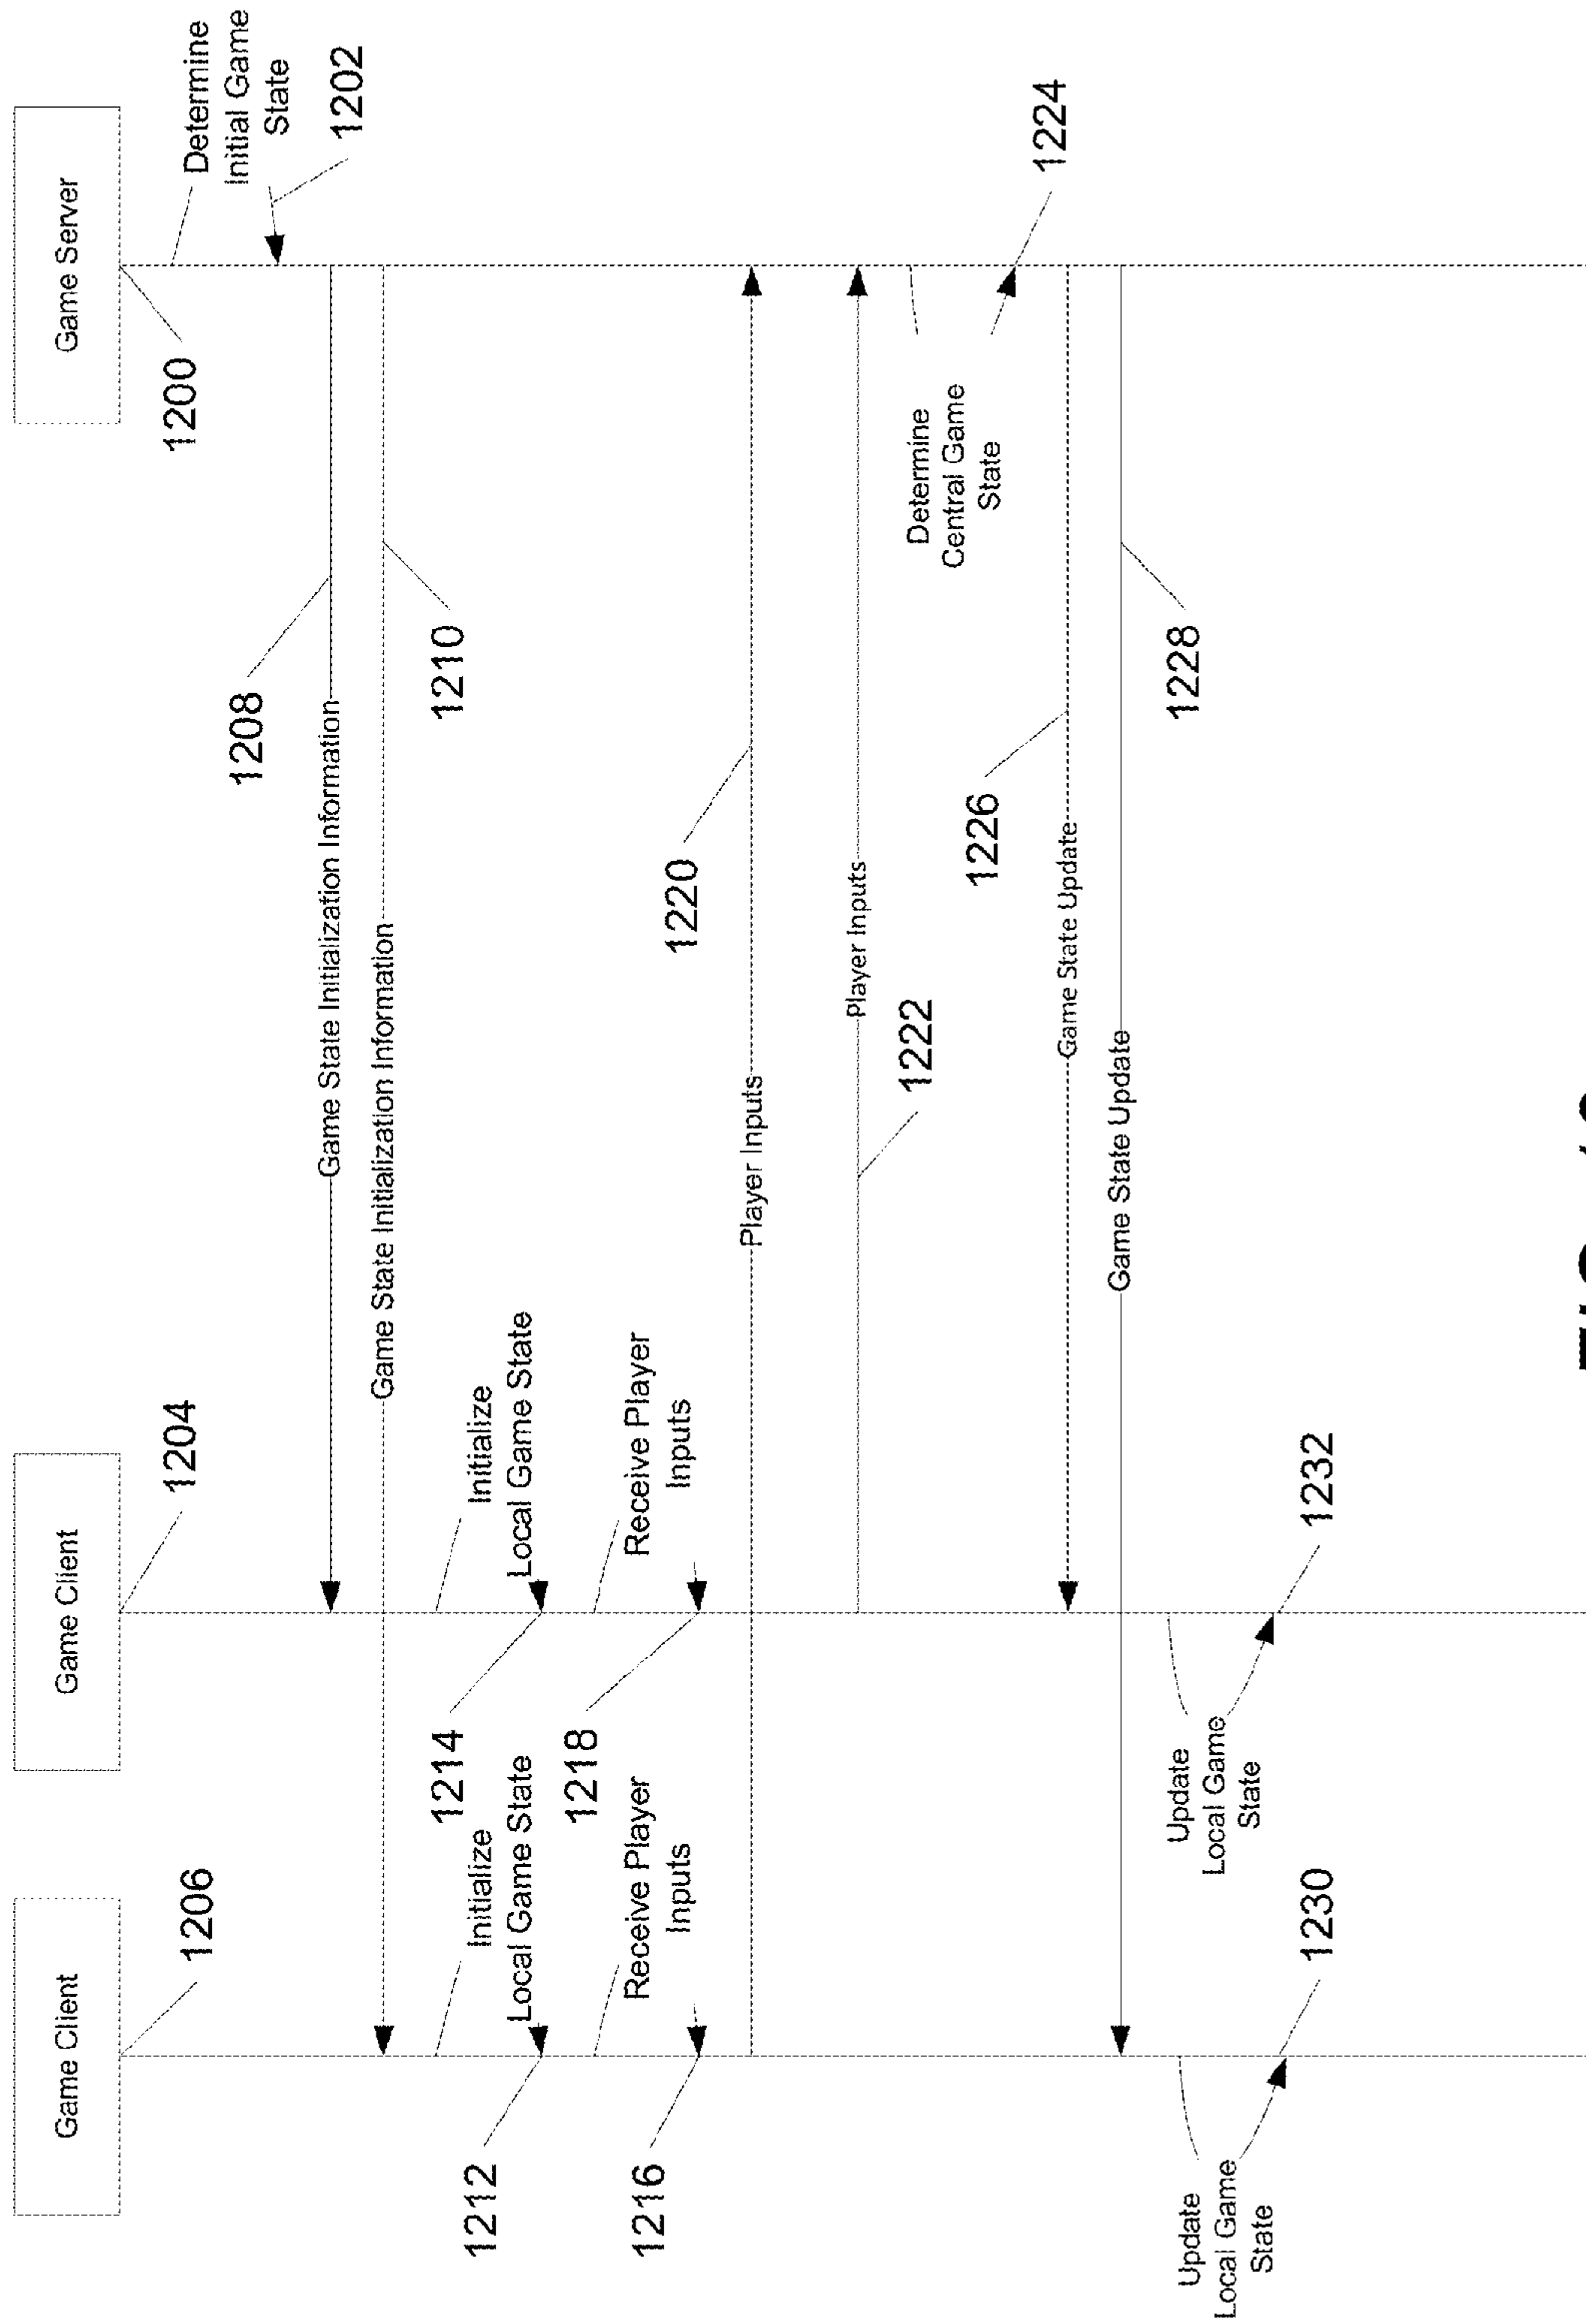 Game Client
Game Client
Game Server
1206
1204
1200
Determine
Initial Game
State
1202
1208
Game State Initialization Information
Game State Initialization Information
1210
Initialize
Local Game State
1212
Initialize
Local Game State
1214
Receive Player
Inputs
1216
Receive Player
Inputs
1218
1220
Player Inputs
Player Inputs
1222
Determine
Central Game
State
1224
1226
Game State Update
Game State Update
1228
Update
Local Game
State
1230
Update
Local Game
State
1232